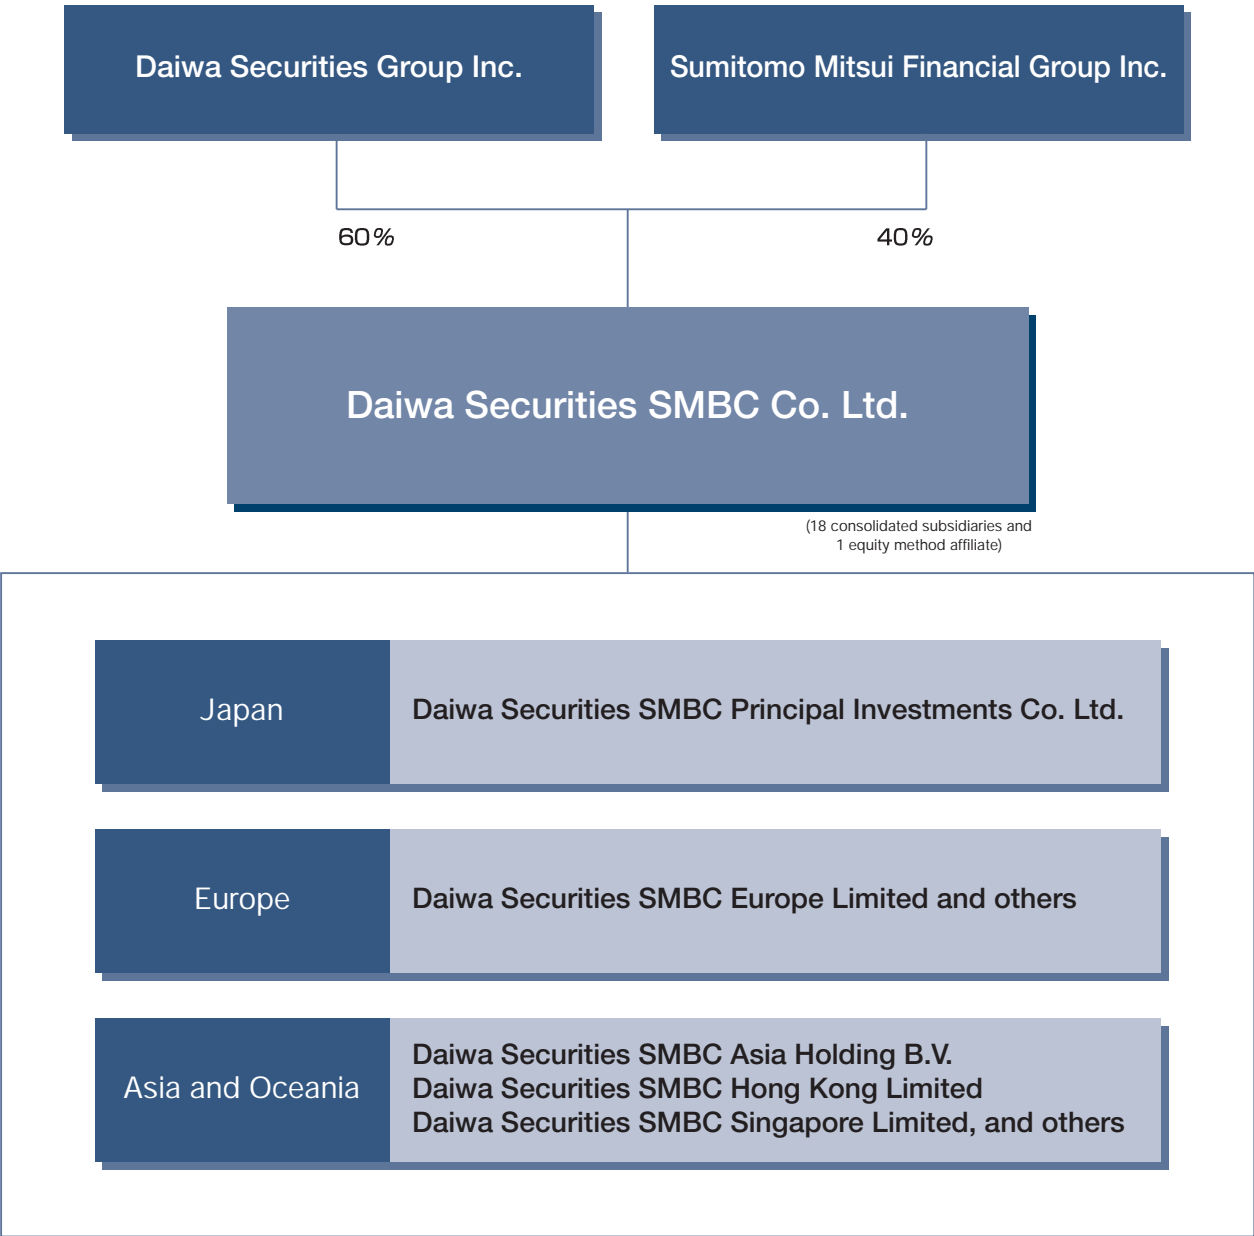 Daiwa Securities Group Inc.
Sumitomo Mitsui Financial Group Inc.
60%
40%
Daiwa Securities SMBC Co. Ltd.
(18 consolidated subsidiaries and
1 equity method affiliate)
Japan
Daiwa Securities SMBC Principal Investments Co. Ltd.
Europe
Daiwa Securities SMBC Europe Limited and others
Asia and Oceania
Daiwa Securities SMBC Asia Holding B.V.
Daiwa Securities SMBC Hong Kong Limited
Daiwa Securities SMBC Singapore Limited, and others